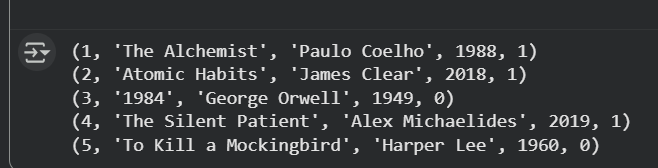 (1, 'The Alchemist', 'Paulo Coelho', 1988, 1)
(2, 'Atomic Habits', 'James Clear', 2018, 1)
(3, '1984', 'George Orwell', 1949, 0)
(4, 'The Silent Patient', 'Alex Michaelides', 2019, 1)
(5, 'To Kill a Mockingbird', 'Harper Lee', 1960, 0)